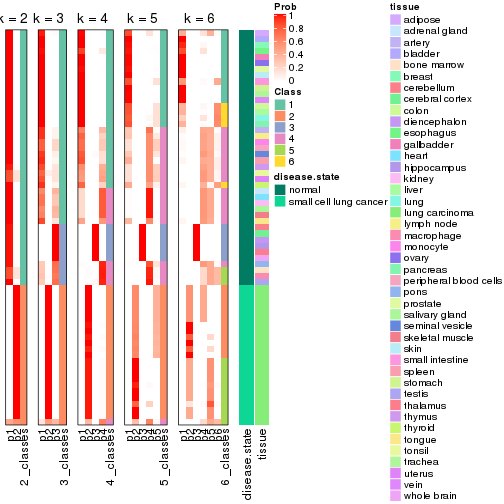 k = 2
k = 3
k = 4
k = 5
k = 6
p1
p2
2_classes
p1
p2
p3
3_classes
p1
p2
p3
p4
4_classes
p1
p2
p3
p4
p5
5_classes
p1
p2
p3
p4
p5
p6
6_classes
disease.state
tissue
Prob
1
0.8
0.6
0.4
0.2
0
Class
1
2
3
4
5
6
disease.state
normal
small cell lung cancer
tissue
adipose
adrenal gland
artery
bladder
bone marrow
breast
cerebellum
cerebral cortex
colon
diencephalon
esophagus
gallbladder
heart
hippocampus
kidney
liver
lung
lung carcinoma
lymph node
macrophage
monocyte
ovary
pancreas
peripheral blood cells
pons
prostate
salivary gland
seminal vesicle
skeletal muscle
skin
small intestine
spleen
stomach
testis
thalamus
thymus
thyroid
tongue
tonsil
trachea
uterus
vein
whole brain